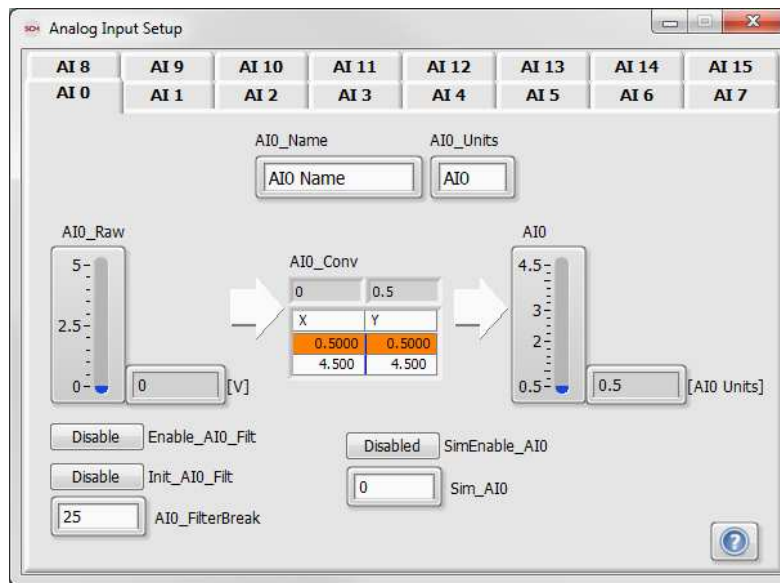 SCM Analog Input Setup
AI 8 AI 9 AI 10 AI 11 AI 12 AI 13 AI 14 AI 15
AI 0 AI 1 AI 2 AI 3 AI 4 AI 5 AI 6 AI 7
AI0_Name AI0_Units
AI0 Name AI0
AI0_Raw AI0
AI0_Conv
5 4.5
0 0.5
X Y
2.5 3
0.5000 0.5000
2
4.500 4.500
0 0 [V] 0.5 0.5 [AI0 Units]
Disable Enable_AI0_Filt
Disabled SimEnable_AI0
Disable Init_AI0_Filt
0 Sim_AI0
25 AI0_FilterBreak
?